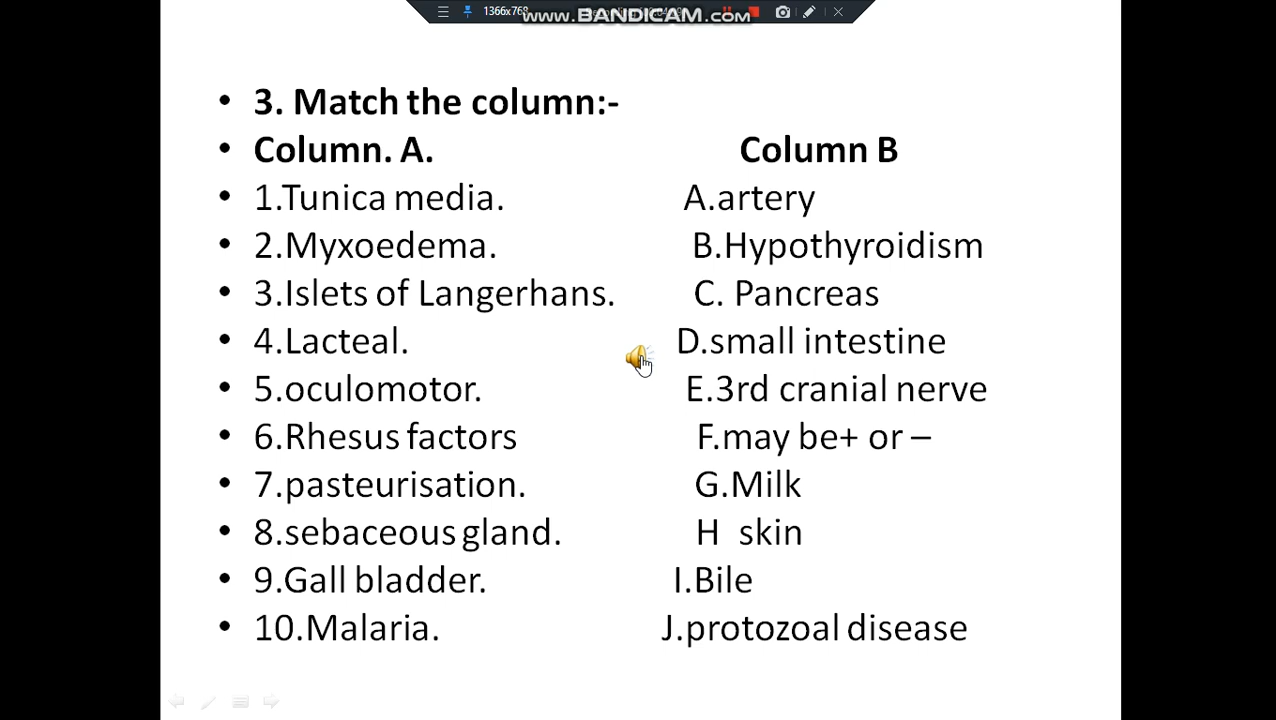 1366x768
www.BANDICAM.com
3. Match the column:-
Column. A. Column B
1.Tunica media. A.artery
2.Myxoedema. B.Hypothyroidism
3.Islets of Langerhans. C. Pancreas
4.Lacteal. D.small intestine
5.oculomotor. E.3rd cranial nerve
6.Rhesus factors F.may be+ or –
7.pasteurisation. G.Milk
8.sebaceous gland. H skin
9.Gall bladder. I.Bile
10.Malaria. J.protozoal disease